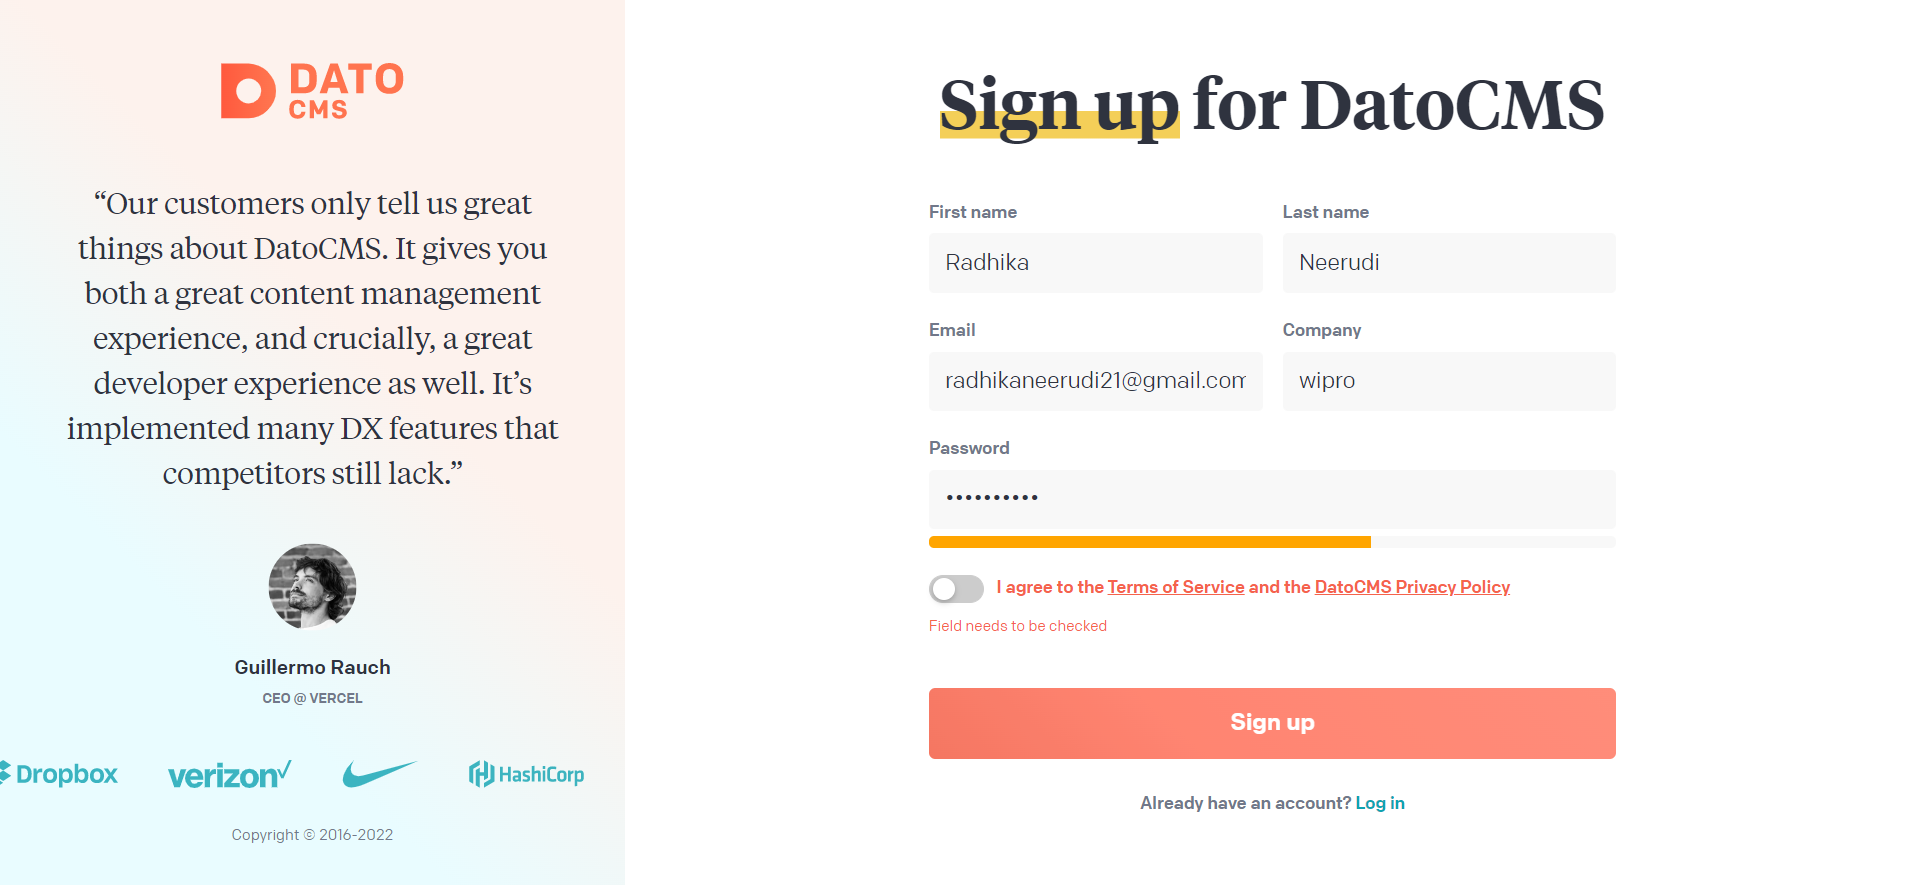 DATO
CMS
“Our customers only tell us great
things about DatoCMS. It gives you
both a great content management
experience, and crucially, a great
developer experience as well. It’s
implemented many DX features that
competitors still lack.”
Guillermo Rauch
CEO @ VERCEL
Dropbox
verizon
HashiCorp
Copyright © 2016-2022
Sign up for DatoCMS
First name
Last name
Radhika
Neerudi
Email
Company
radhikaneerudi21@gmail.com
wipro
Password
••••••••••
I agree to the Terms of Service and the DatoCMS Privacy Policy
Field needs to be checked
Sign up
Already have an account? Log in